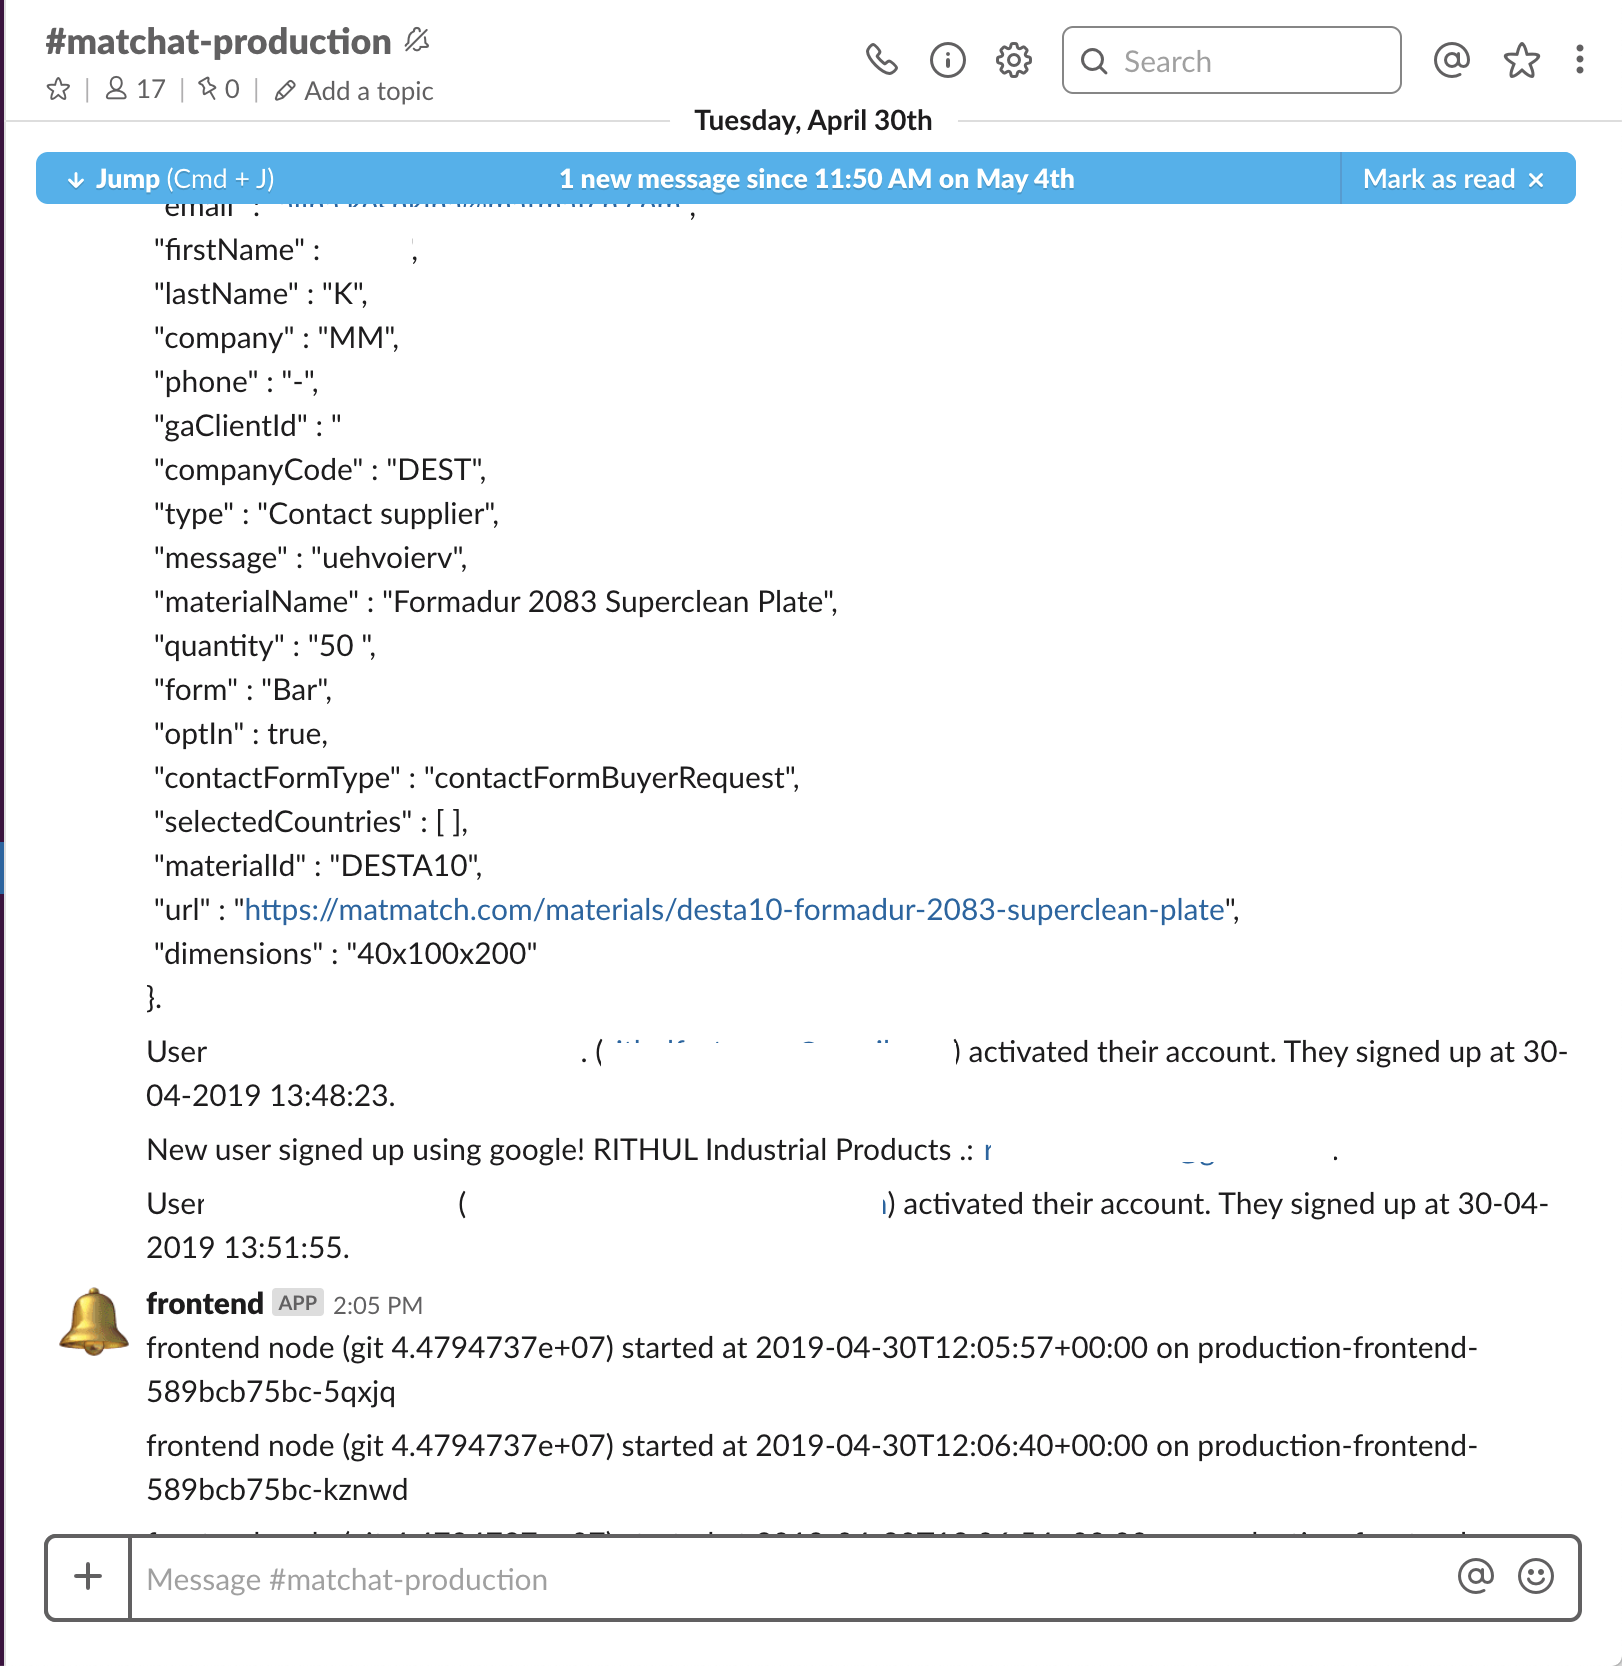 #matchat-production
17 | 0 | Add a topic
Search
Tuesday, April 30th
Jump (Cmd + J) 1 new message since 11:50 AM on May 4th Mark as read ×
"email" : ",
"firstName" : ,
"lastName" : "K",
"company" : "MM",
"phone" : "-",
"gaClientId" : "
"companyCode" : "DEST",
"type" : "Contact supplier",
"message" : "uehvoierv",
"materialName" : "Formadur 2083 Superclean Plate",
"quantity" : "50 ",
"form" : "Bar",
"optIn" : true,
"contactFormType" : "contactFormBuyerRequest",
"selectedCountries" : [ ],
"materialId" : "DESTA10",
"url" : "https://matmatch.com/materials/desta10-formadur-2083-superclean-plate",
"dimensions" : "40x100x200"
}.
User . ( ) activated their account. They signed up at 30-
04-2019 13:48:23.
New user signed up using google! RITHUL Industrial Products .: r .
User ( ) activated their account. They signed up at 30-04-
2019 13:51:55.
frontend APP 2:05 PM
frontend node (git 4.4794737e+07) started at 2019-04-30T12:05:57+00:00 on production-frontend-
589bcb75bc-5qxjq
frontend node (git 4.4794737e+07) started at 2019-04-30T12:06:40+00:00 on production-frontend-
589bcb75bc-kznwd
Message #matchat-production